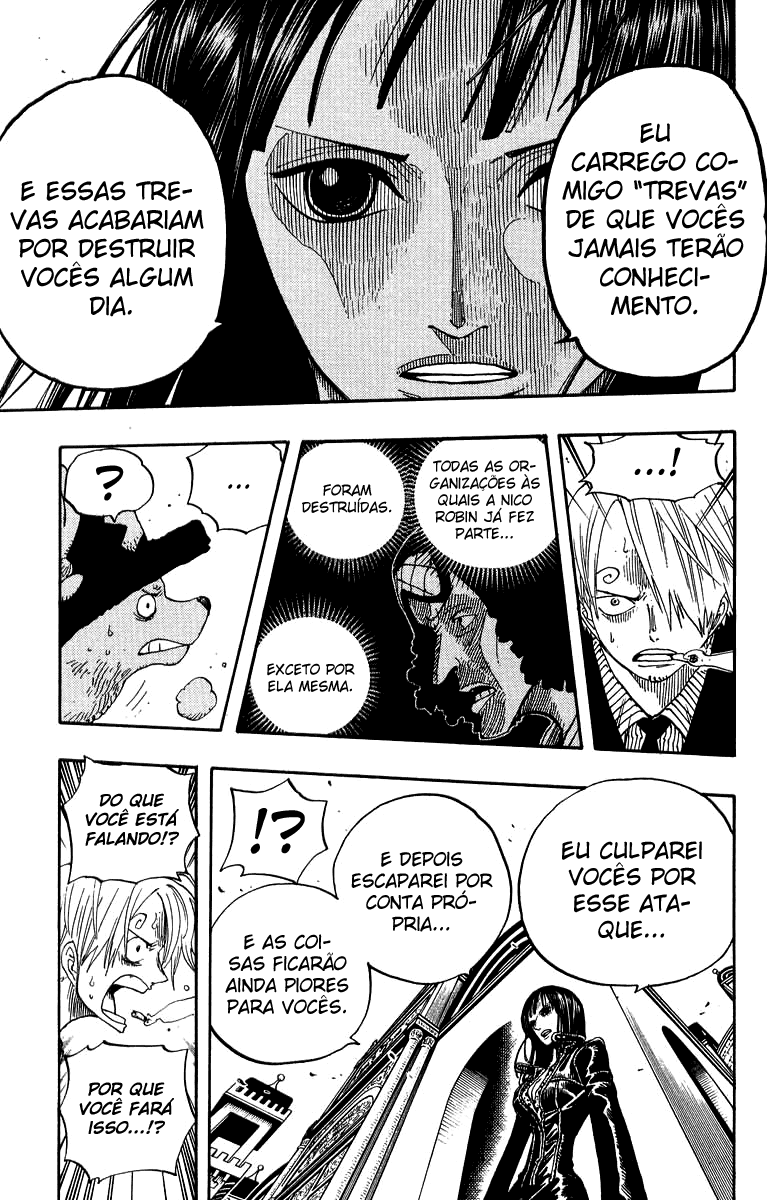 EU
CARREGO CO-
MIGO "TREVAS"
DE QUE VOCÊS
JAMAIS TERÃO
CONHECI-
MENTO.
E ESSAS TRE-
VAS ACABARIAM
POR DESTRUIR
VOCÊS ALGUM
DIA.
...!
TODAS AS OR-
GANIZAÇÕES ÀS
QUAIS A NICO
ROBIN JÁ FEZ
PARTE...
FORAM
DESTRUÍDAS.
EXCETO POR
ELA MESMA.
...
?
EU CULPAREI
VOCÊS POR
ESSE ATA-
QUE...
E DEPOIS
ESCAPAREI POR
CONTA PRÓ-
PRIA...
E AS COI-
SAS FICARÃO
AINDA PIORES
PARA VOCÊS.
!?
DO QUE
VOCÊ ESTÁ
FALANDO!?
POR QUE
VOCÊ FARÁ
ISSO...!?